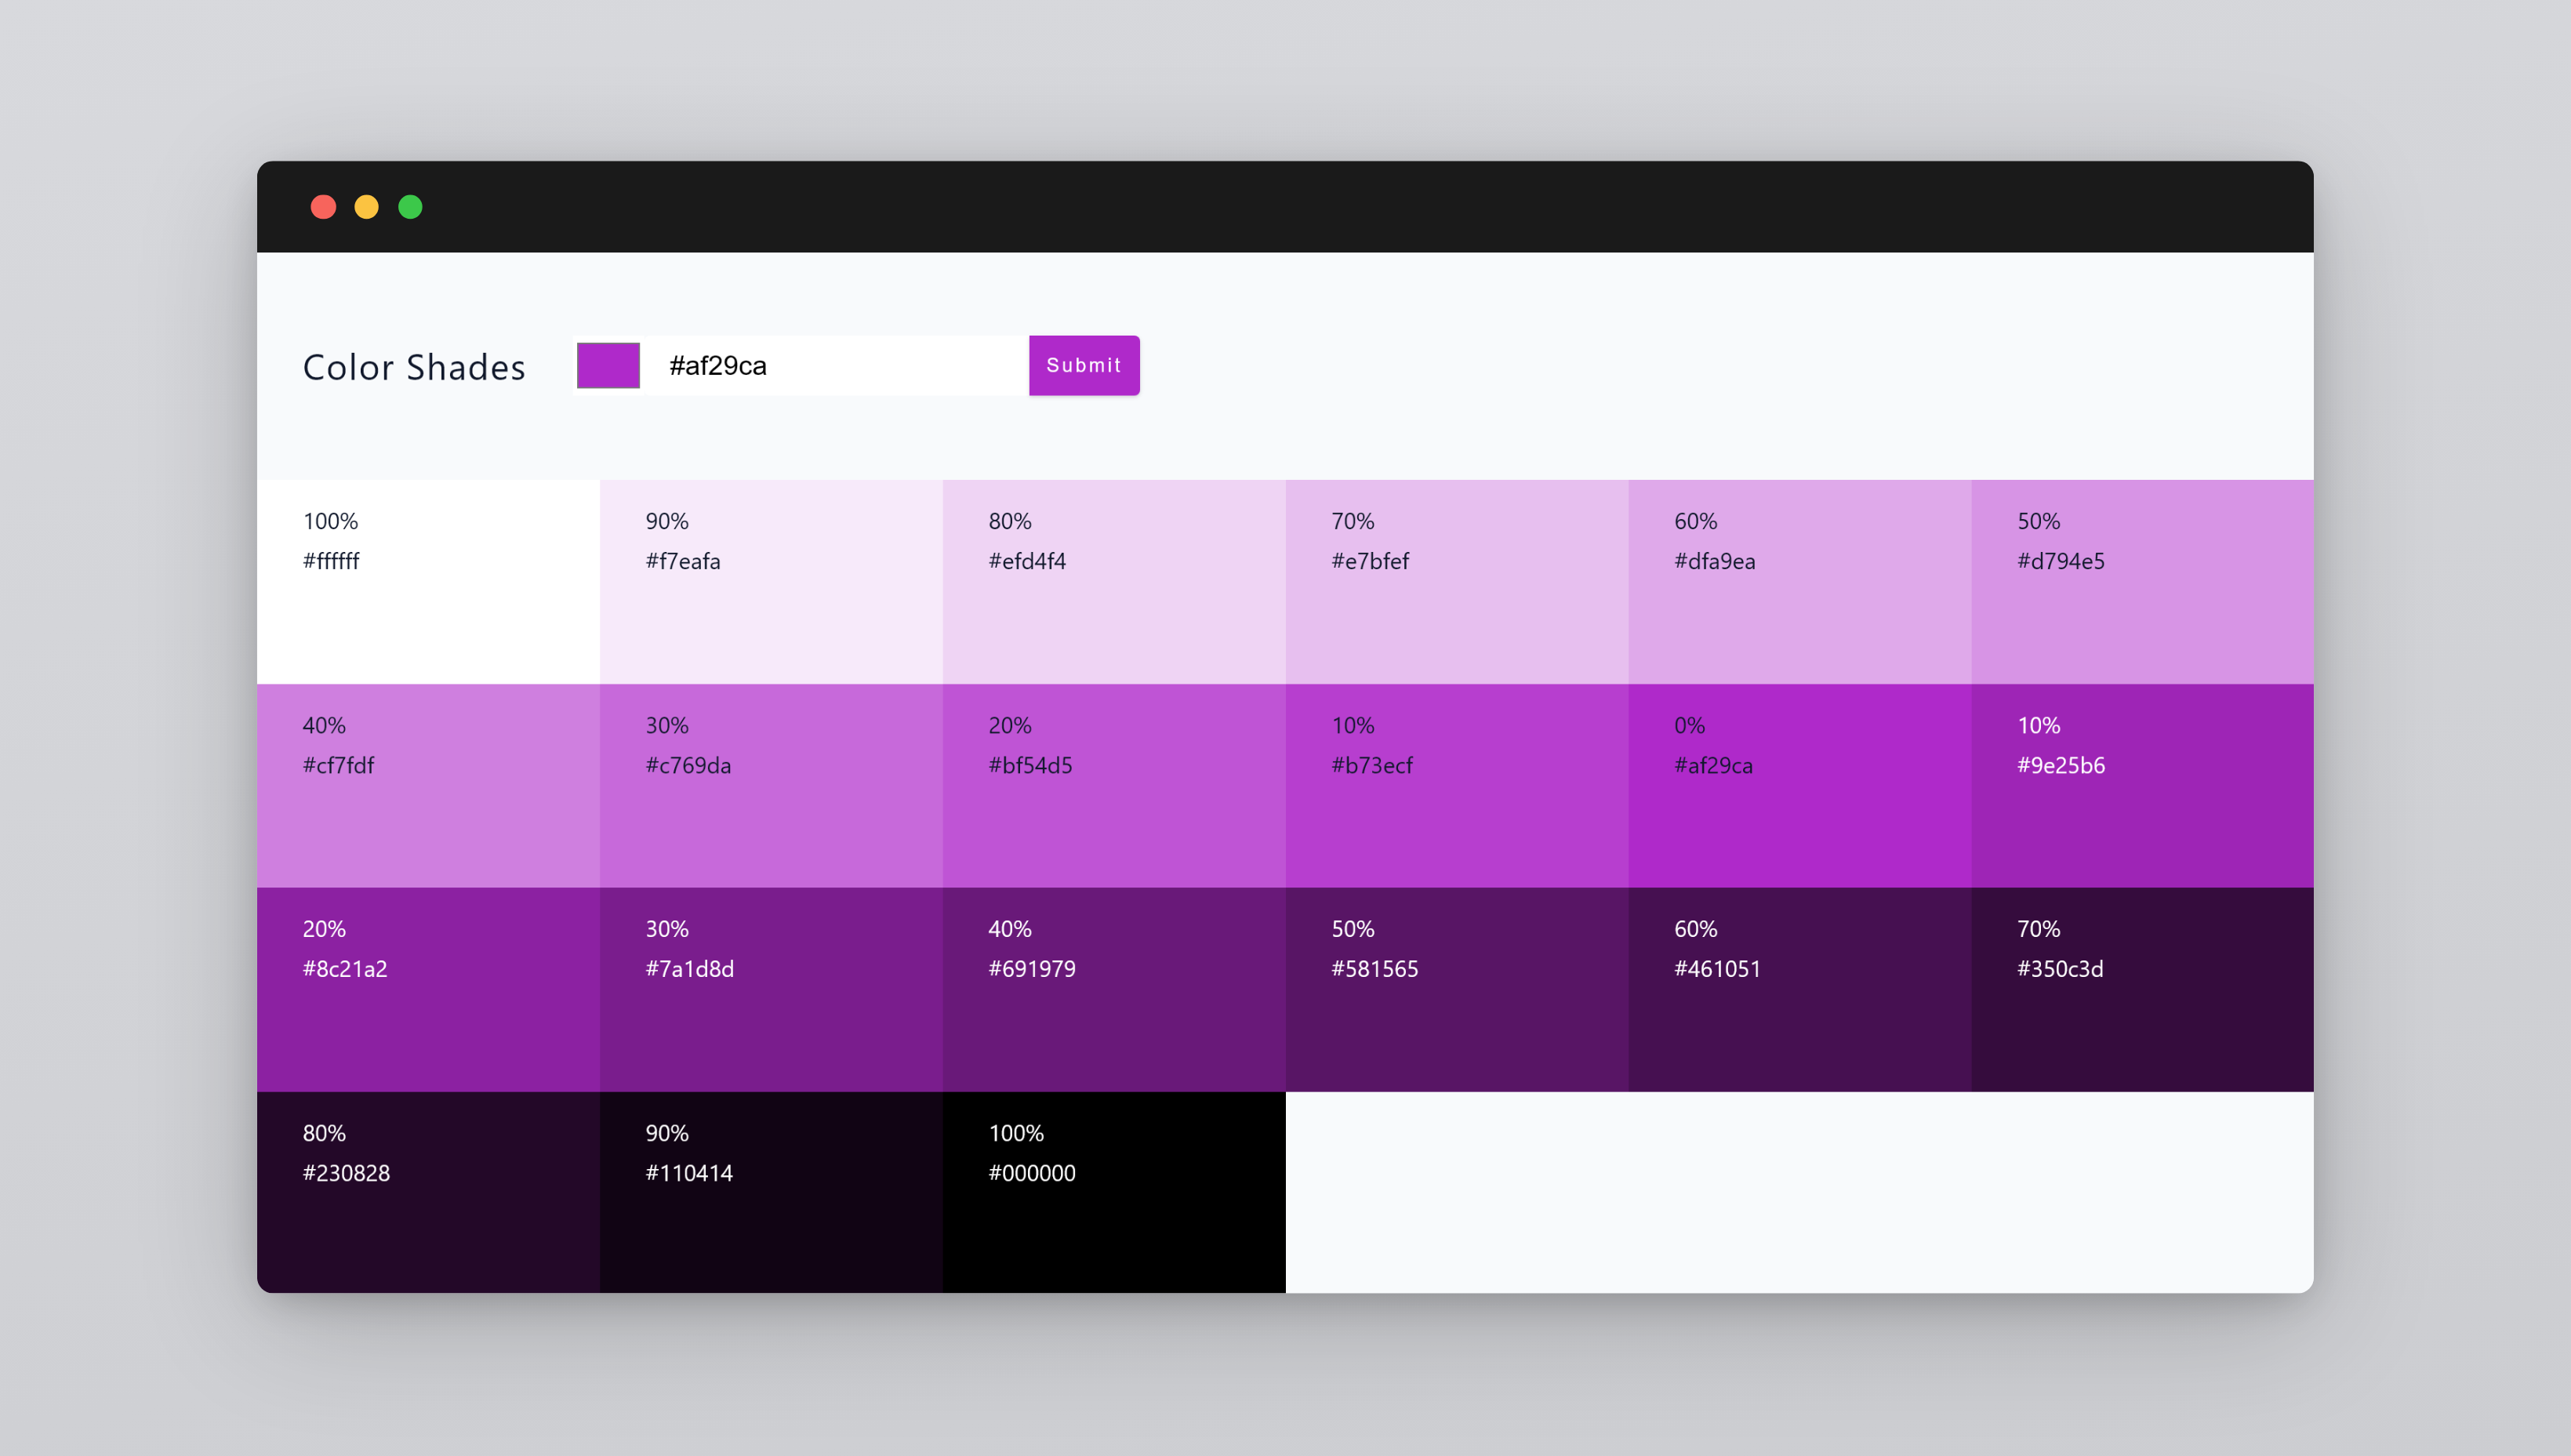 Color Shades
#af29ca
Submit
100%
#ffffff
90%
#f7eafa
80%
#efd4f4
70%
#e7bfef
60%
#dfa9ea
50%
#d794e5
40%
#cf7fdf
30%
#c769da
20%
#bf54d5
10%
#b73ecf
0%
#af29ca
10%
#9e25b6
20%
#8c21a2
30%
#7a1d8d
40%
#691979
50%
#581565
60%
#461051
70%
#350c3d
80%
#230828
90%
#110414
100%
#000000